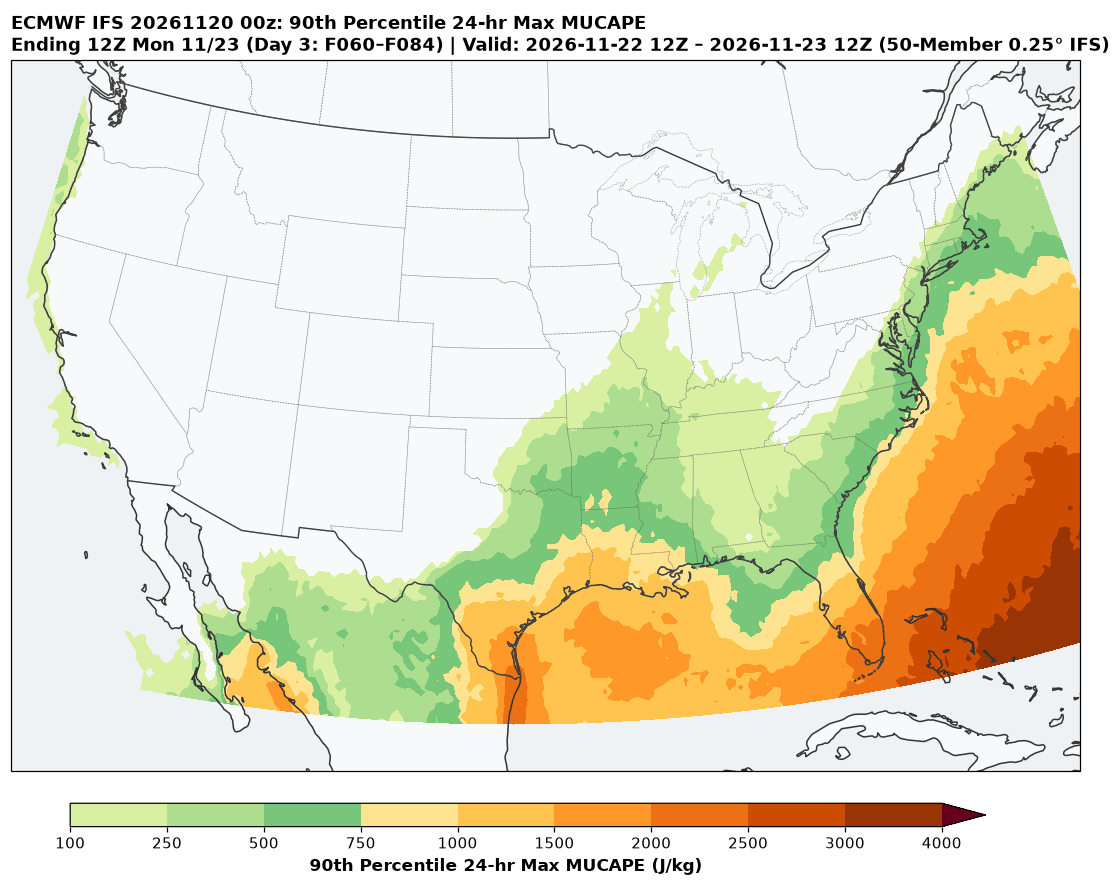 ECMWF IFS 20261120 00z: 90th Percentile 24-hr Max MUCAPE
Ending 12Z Mon 11/23 (Day 3: F060–F084) | Valid: 2026-11-22 12Z – 2026-11-23 12Z (50-Member 0.25° IFS)
100 250 500 750 1000 1500 2000 2500 3000 4000
90th Percentile 24-hr Max MUCAPE (J/kg)